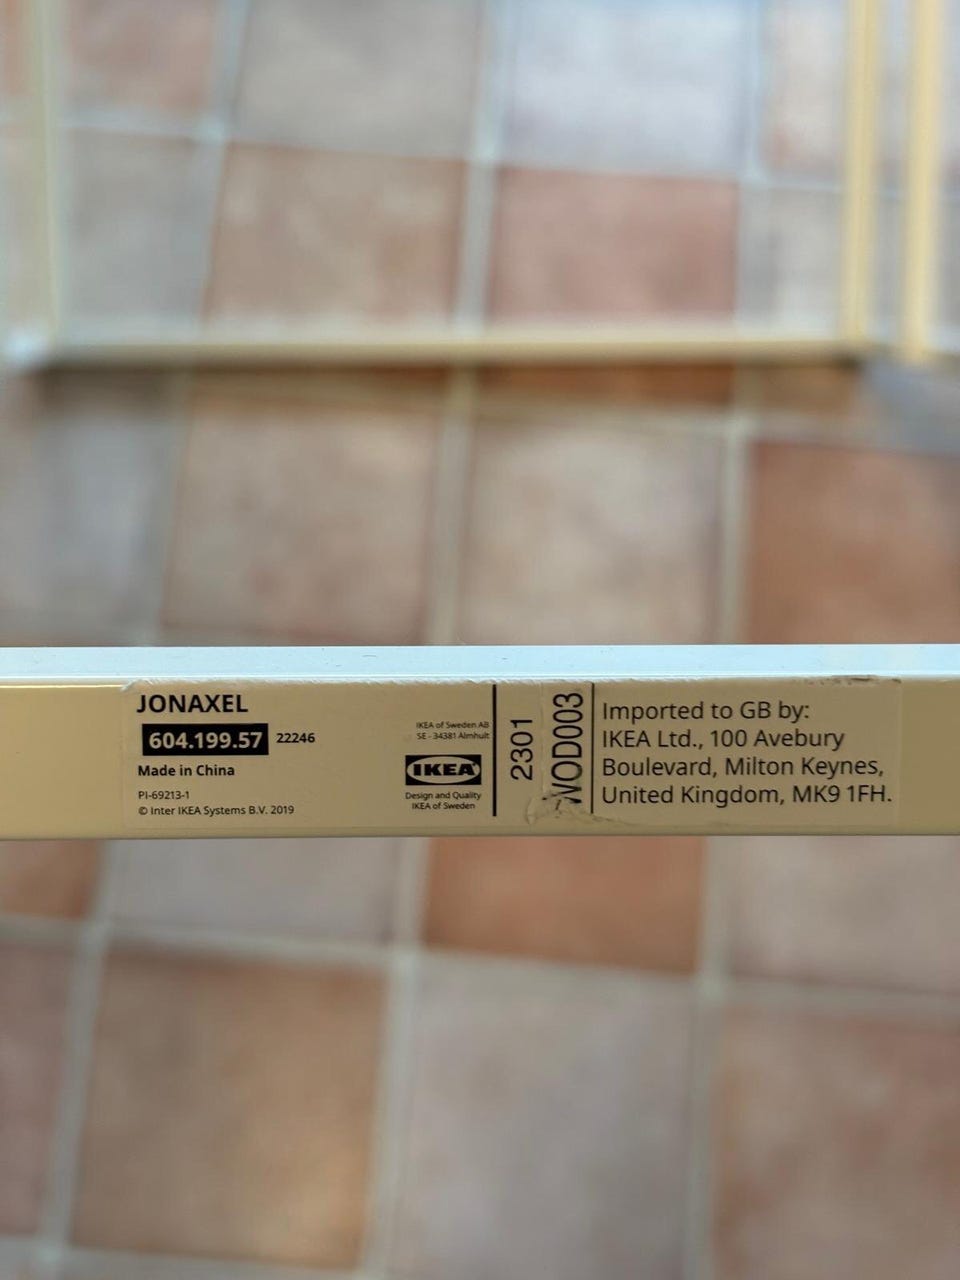 JONAXEL
604.199.57 22246
Made in China
PI-69213-1
© Inter IKEA Systems B.V. 2019
IKEA of Sweden AB
SE - 34381 Älmhult
IKEA
Design and Quality
IKEA of Sweden
2301
WOD003
Imported to GB by:
IKEA Ltd., 100 Avebury
Boulevard, Milton Keynes,
United Kingdom, MK9 1FH.